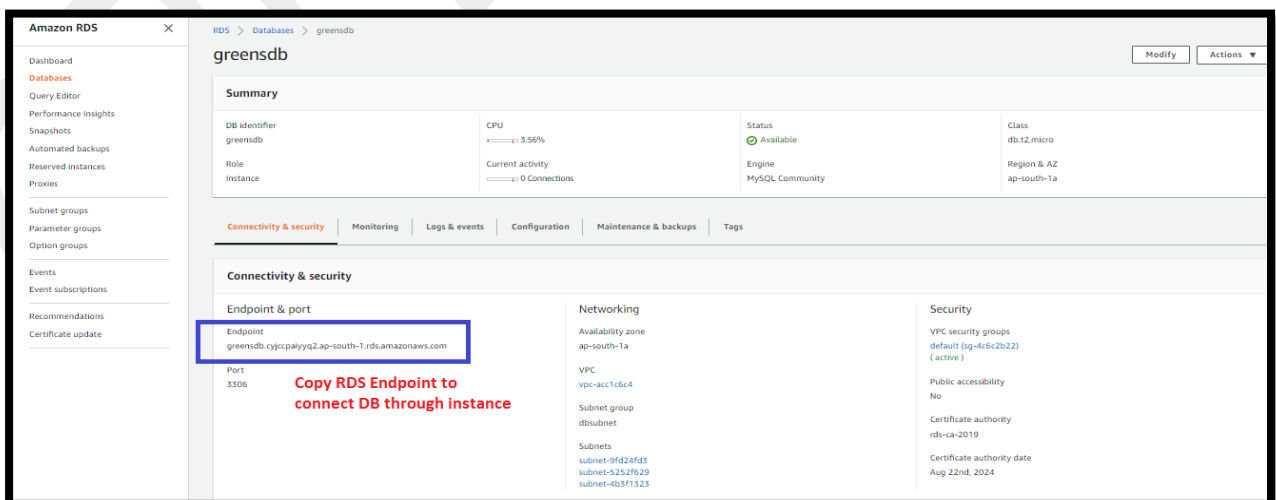 Amazon RDS
Dashboard
Databases
Query Editor
Performance Insights
Snapshots
Automated backups
Reserved instances
Proxies
Subnet groups
Parameter groups
Option groups
Events
Event subscriptions
Recommendations
Certificate update
RDS > Databases > greensdb
greensdb
Modify
Actions
Summary
DB identifier
greensdb
CPU
3.56%
Status
Available
Class
db.t2.micro
Role
Instance
Current activity
0 Connections
Engine
MySQL Community
Region & AZ
ap-south-1a
Connectivity & security
Monitoring
Logs & events
Configuration
Maintenance & backups
Tags
Connectivity & security
Endpoint & port
Endpoint
greensdb.cyjccpaiyyq2.ap-south-1.rds.amazonaws.com
Port
3306
Copy RDS Endpoint to
connect DB through instance
Networking
Availability zone
ap-south-1a
VPC
vpc-acc1c6c4
Subnet group
dbsubnet
Subnets
subnet-9fd24fd3
subnet-5252f629
subnet-4b3f1323
Security
VPC security groups
default (sg-4c6c2b22)
( active )
Public accessibility
No
Certificate authority
rds-ca-2019
Certificate authority date
Aug 22nd, 2024